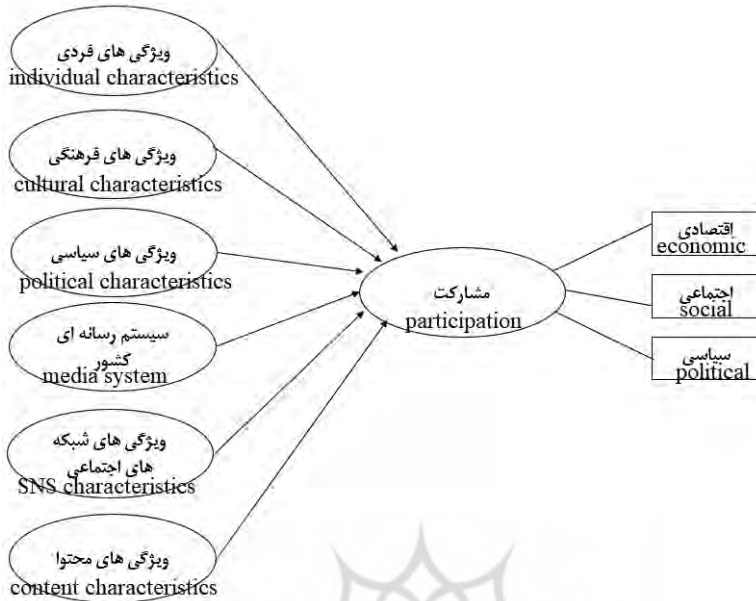 ویژگی های فردی
individual characteristics
ویژگی های فرهنگی
cultural characteristics
ویژگی های سیاسی
political characteristics
سیستم رسانه ای
کشور
media system
ویژگی های شبکه
های اجتماعی
SNS characteristics
ویژگی های محتوا
content characteristics
مشارکت
participation
اقتصادی
economic
اجتماعی
social
سیاسی
political